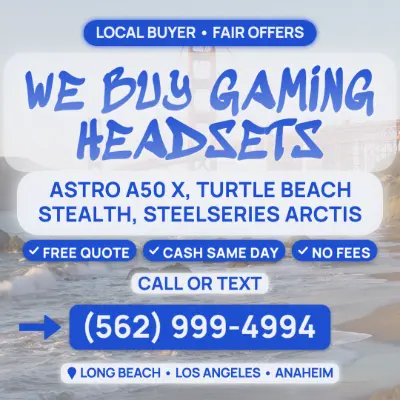 LOCAL BUYER • FAIR OFFERS
WE BUY GAMING
HEADSETS
ASTRO A50 X, TURTLE BEACH
STEALTH, STEELSERIES ARCTIS
✓ FREE QUOTE ✓ CASH SAME DAY ✓ NO FEES
CALL OR TEXT
(562) 999-4994
LONG BEACH • LOS ANGELES • ANAHEIM